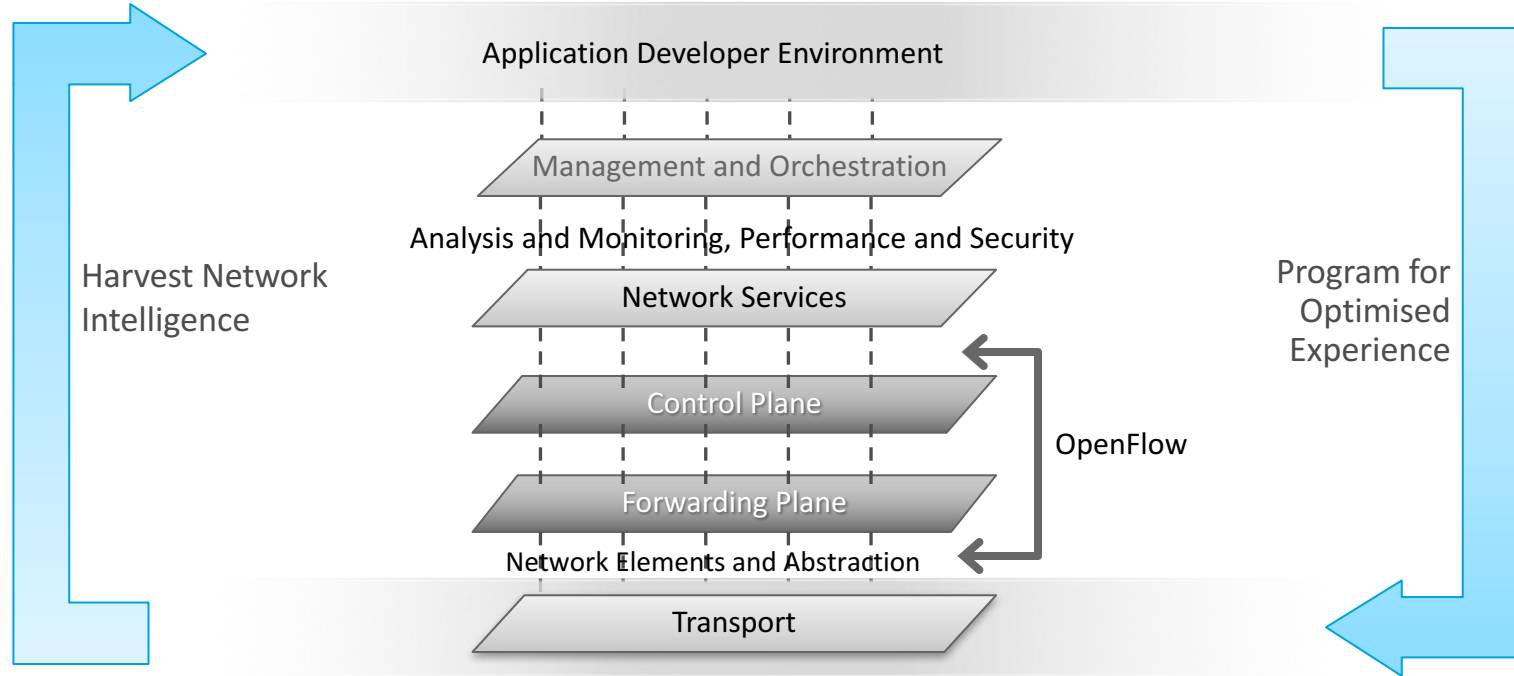 Application Developer Environment
Management and Orchestration
Analysis and Monitoring, Performance and Security
Harvest Network
Intelligence
Network Services
Program for
Optimised
Experience
Control Plane
OpenFlow
Forwarding Plane
Network Elements and Abstraction
Transport